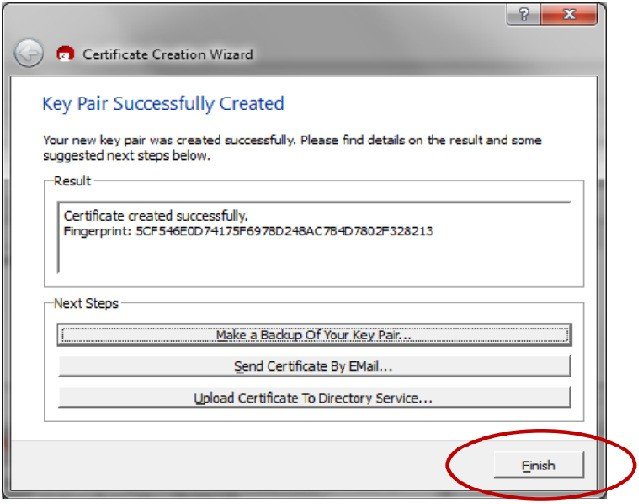 Certificate Creation Wizard
Key Pair Successfully Created
Your new key pair was created successfully. Please find details on the result and some
suggested next steps below.
Result
Certificate created successfully.
Fingerprint: 5CF546E0D74175F6978D248AC7B4D7802F328213
Next Steps
Make a Backup Of Your Key Pair...
Send Certificate By EMail...
Upload Certificate To Directory Service...
Finish